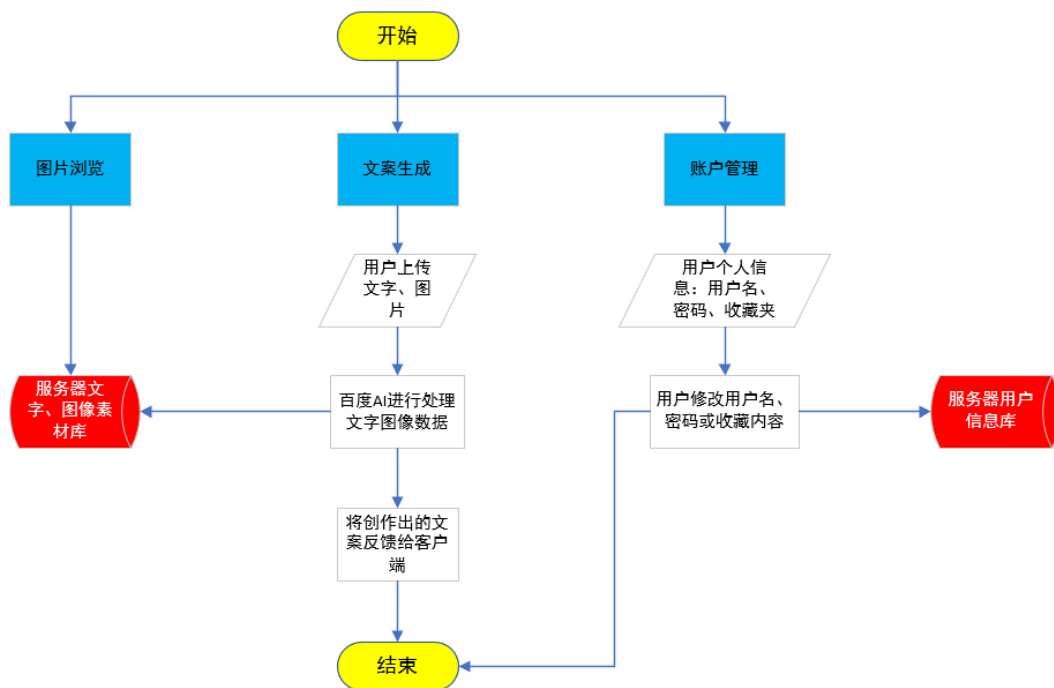 开始
图片浏览
文案生成
账户管理
用户上传
文字、图
片
用户个人信
息：用户名、
密码、收藏夹
服务器文
字、图像素
材库
百度AI进行处理
文字图像数据
用户修改用户名、
密码或收藏内容
服务器用户
信息库
将创作出的文
案反馈给客户
端
结束